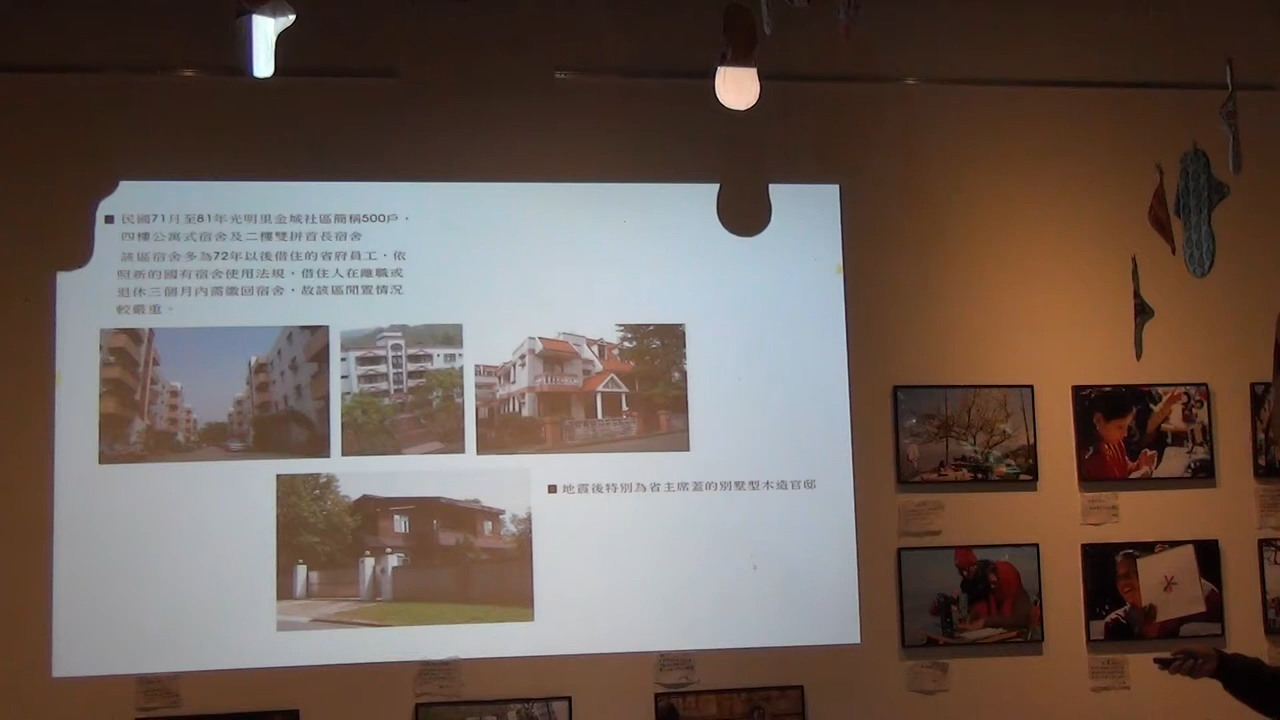 民國71月至81年光明里金城社區簡稱500戶，
四樓公寓式宿舍及二樓雙拼首長宿舍
該區宿舍多為72年以後借住的省府員工，依
照新的國有宿舍使用法規，借住人在離職或
退休三個月內需繳回宿舍，故該區閒置情況
較嚴重。
地震後特別為省主席蓋的別墅型木造官邸